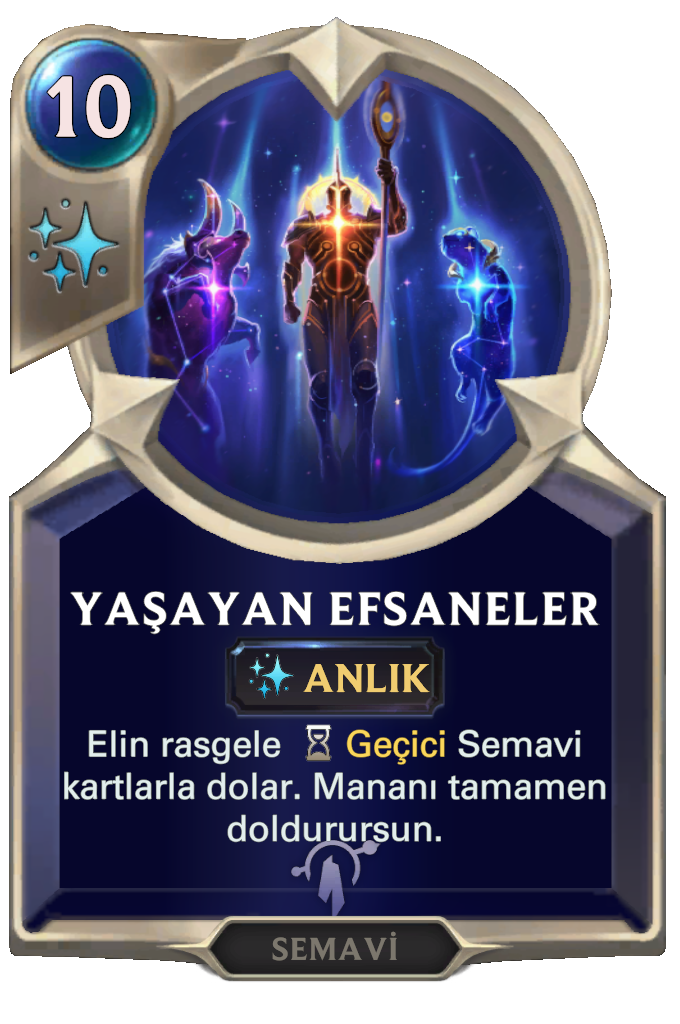 10
YAŞAYAN EFSANELER
ANLIK
Elin rasgele Geçici Semavi
kartlarla dolar. Mananı tamamen
doldurursun.
SEMAVİ